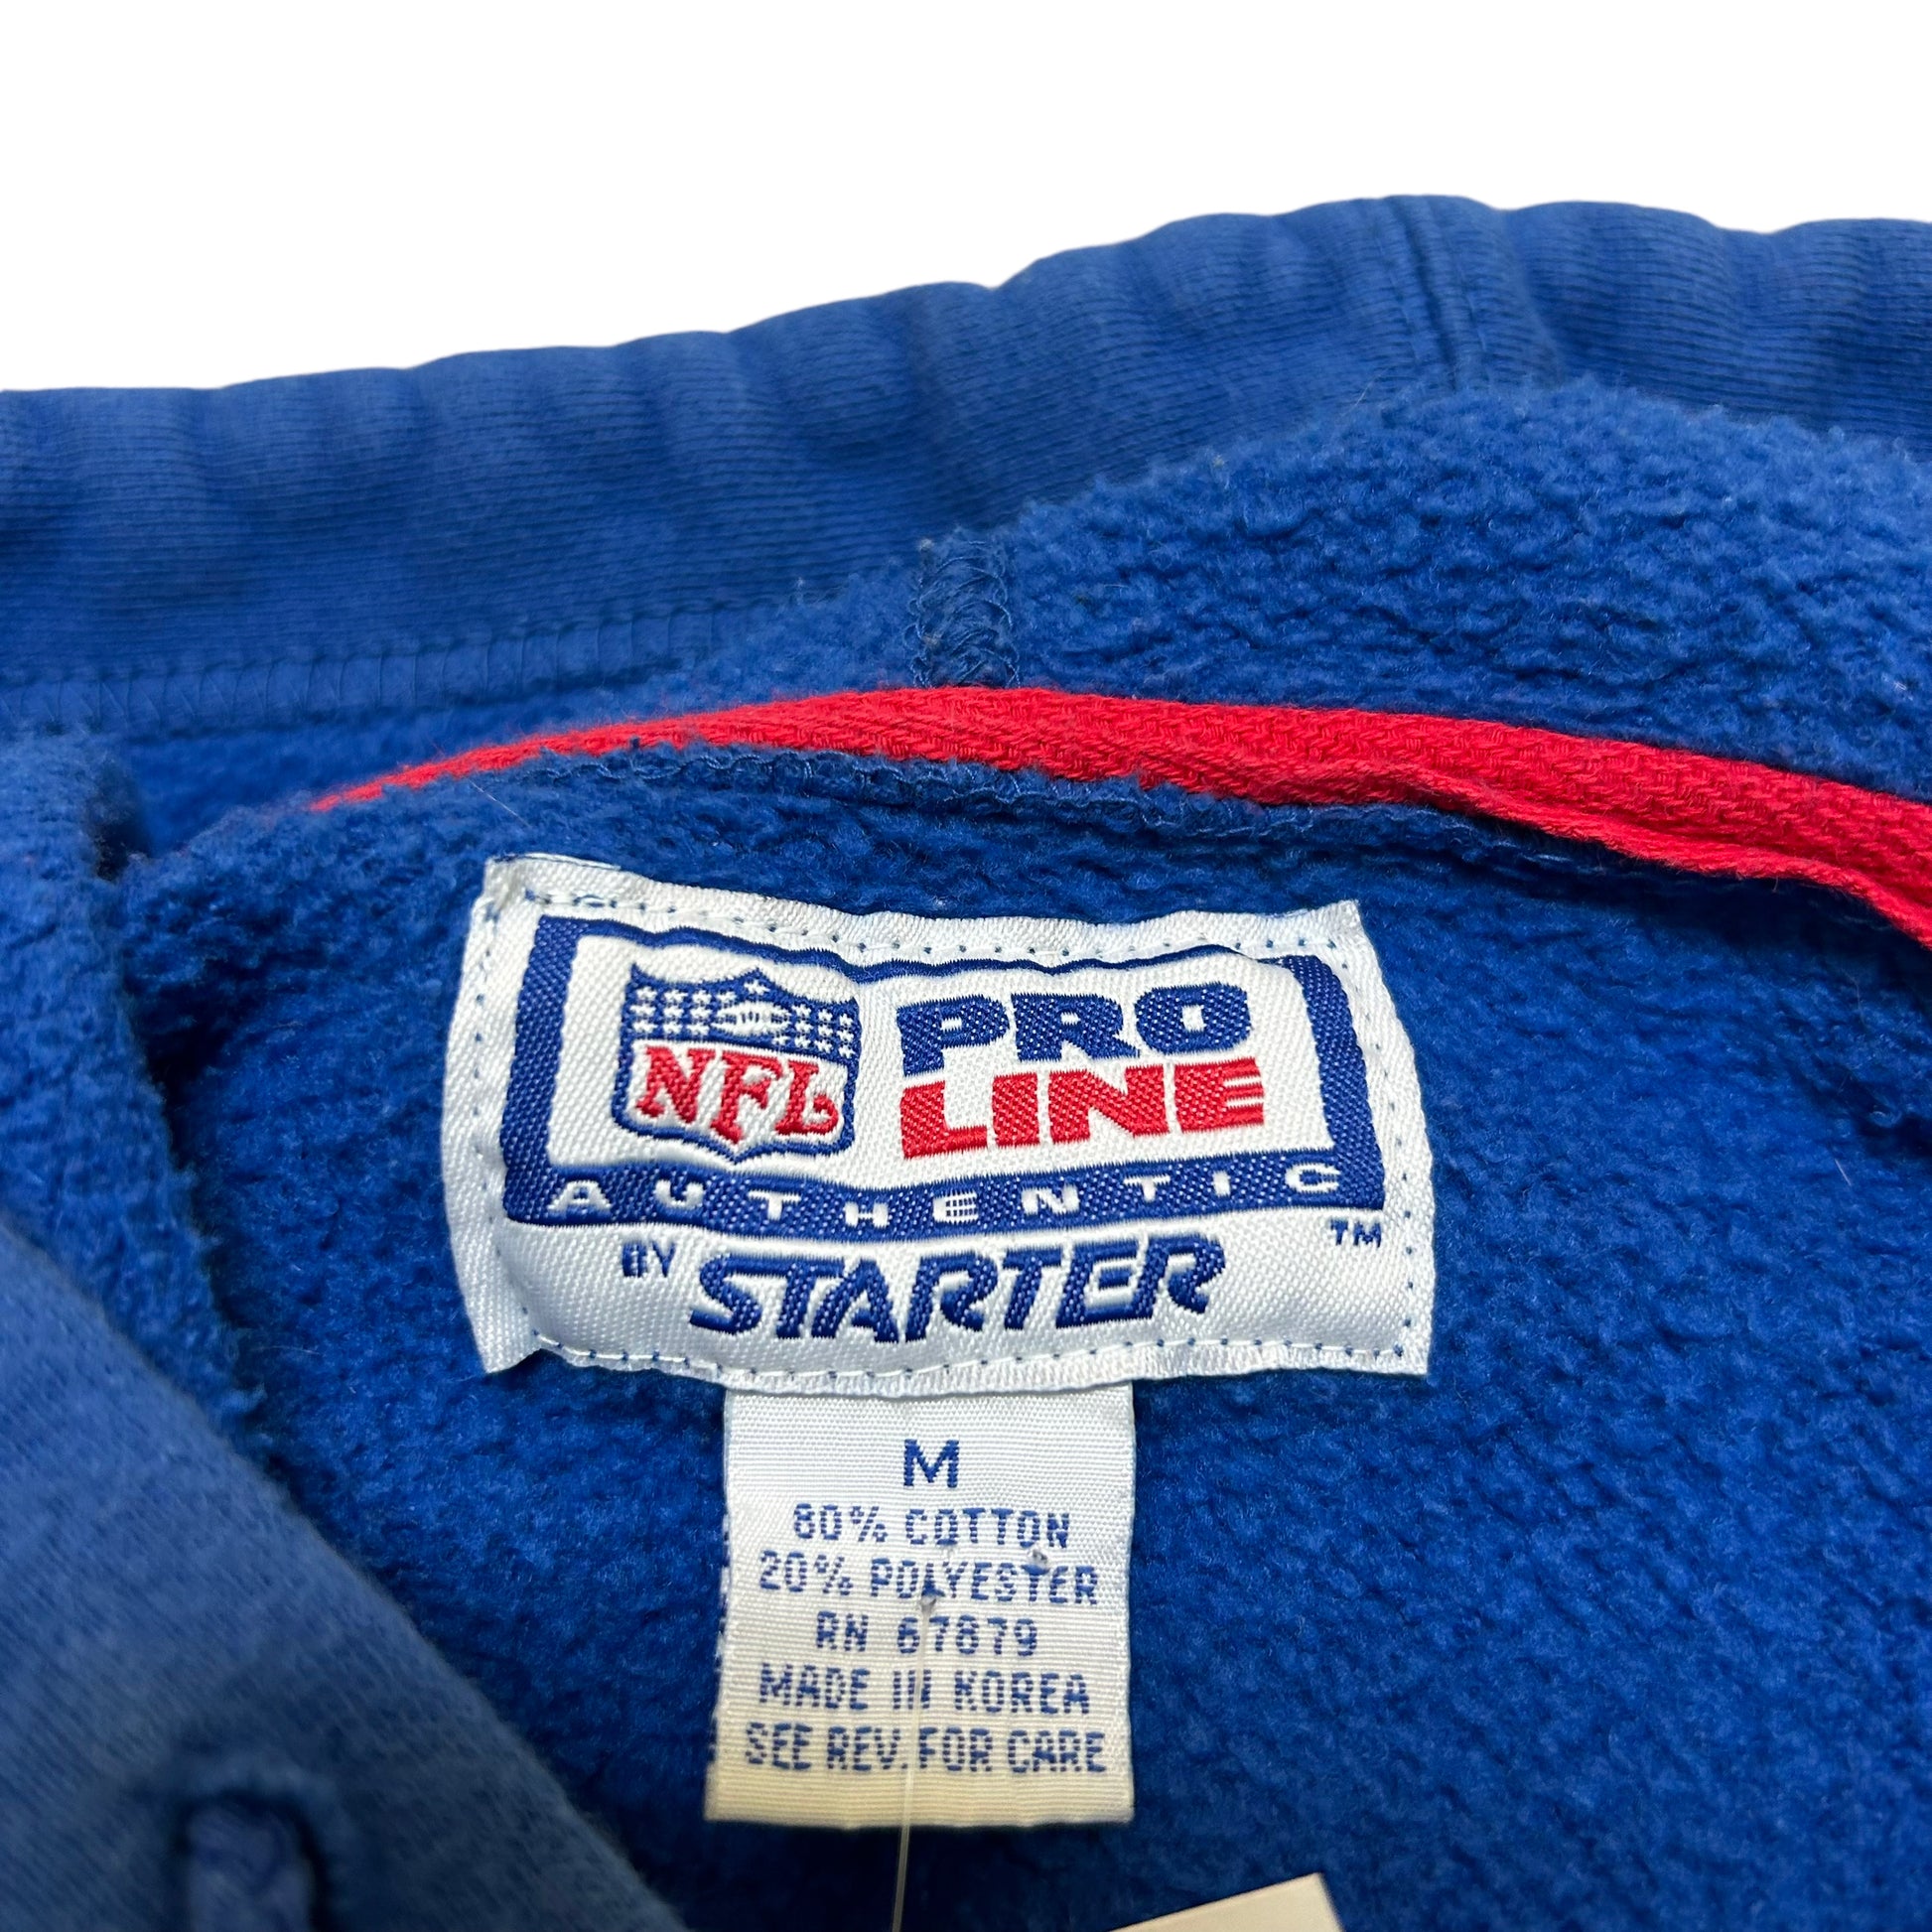 NFL PRO LINE
AUTHENTIC
TM
BY STARTER
M
80% COTTON
20% POLYESTER
RN 67879
MADE IN KOREA
SEE REV. FOR CARE